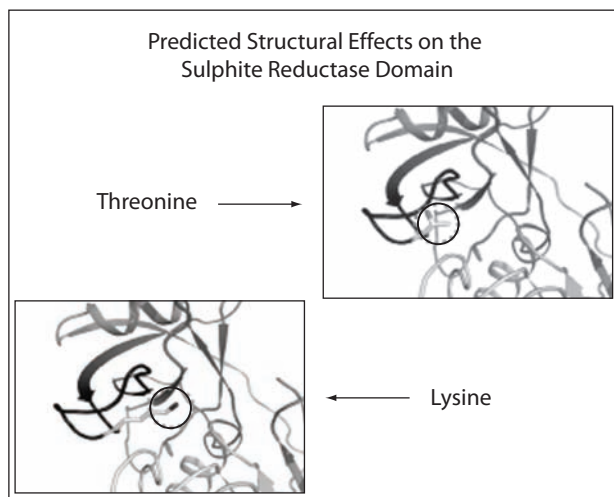 Predicted Structural Effects on the
Sulphite Reductase Domain
Threonine
Lysine